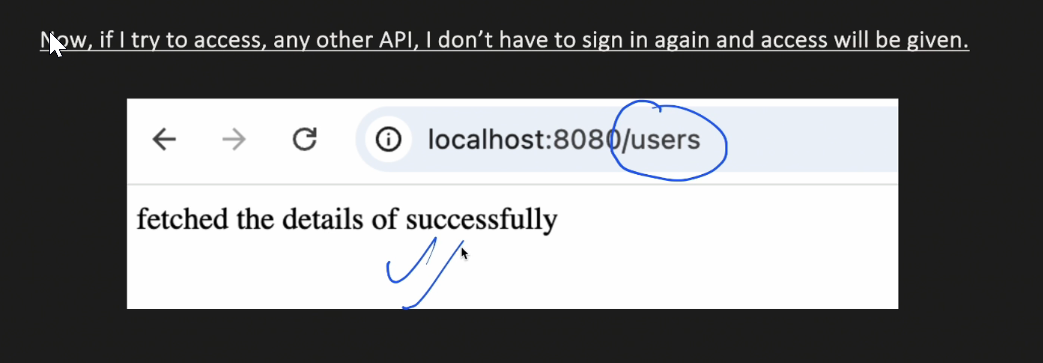 Now, if I try to access, any other API, I don't have to sign in again and access will be given.
localhost:8080/users
fetched the details of successfully